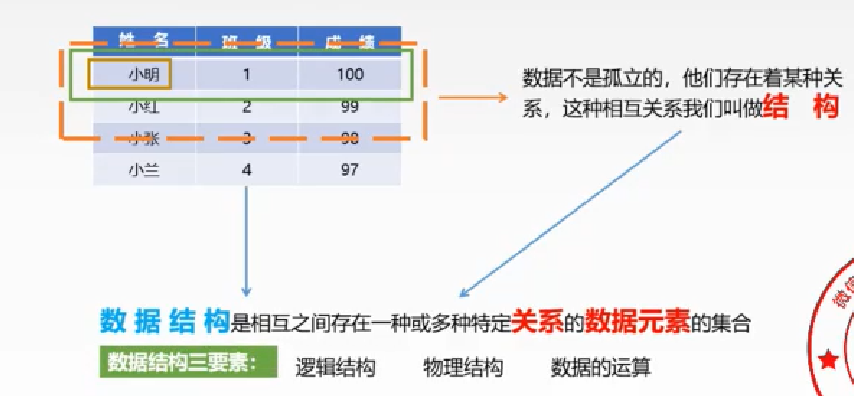 姓 名 班 级 成 绩
小明 1 100
小红 2 99
小张 3 98
小兰 4 97
数据不是孤立的，他们存在着某种关
系，这种相互关系我们叫做结 构
数据结构是相互之间存在一种或多种特定关系的数据元素的集合
数据结构三要素： 逻辑结构 物理结构 数据的运算
微信